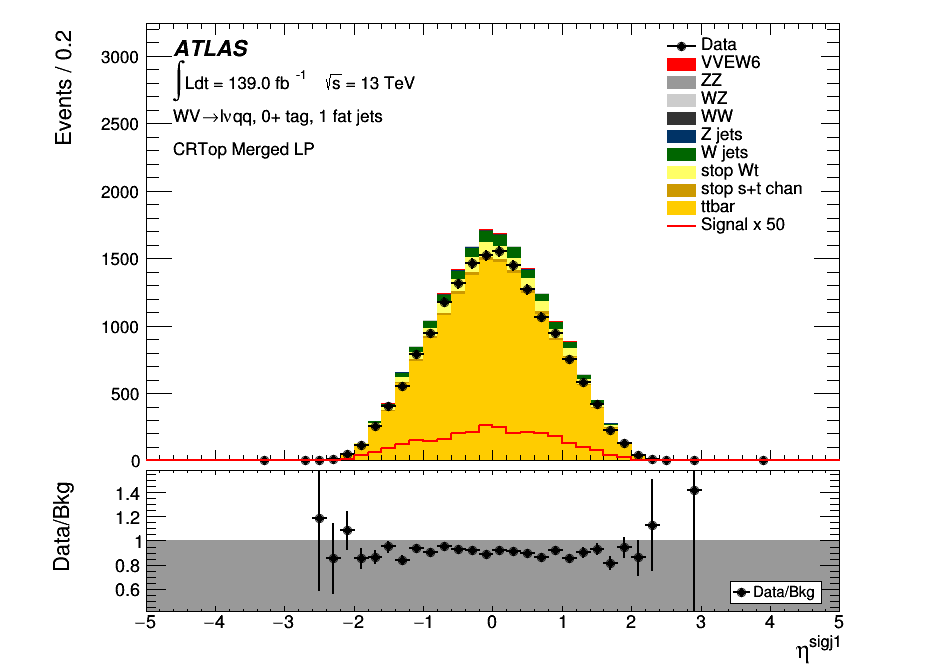 Events / 0.2
3000
2500
2000
1500
1000
500
0
ATLAS
∫Ldt = 139.0 fb⁻¹ √s = 13 TeV
WV→lνqq, 0+ tag, 1 fat jets
CRTop Merged LP
Data
VVEW6
ZZ
WZ
WW
Z jets
W jets
stop Wt
stop s+t chan
ttbar
Signal x 50
Data/Bkg
1.4
1.2
1
0.8
0.6
Data/Bkg
−5 −4 −3 −2 −1 0 1 2 3 4 5
η^sigj1